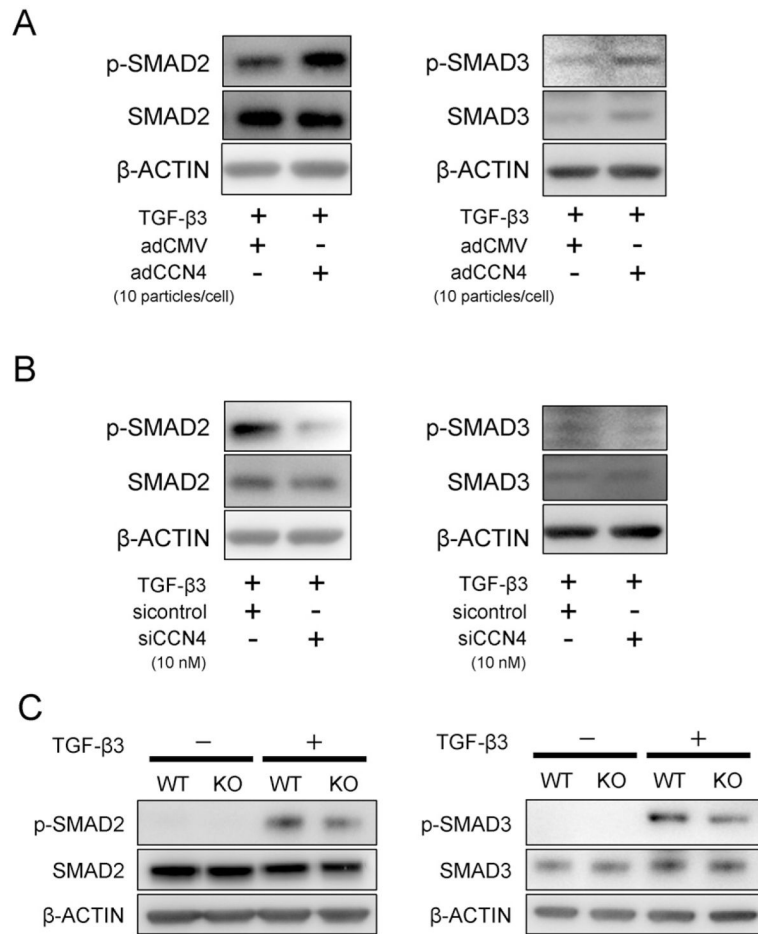 A
p-SMAD2
SMAD2
β-ACTIN
TGF-β3 + +
adCMV + -
adCCN4 - +
(10 particles/cell)
p-SMAD3
SMAD3
β-ACTIN
TGF-β3 + +
adCMV + -
adCCN4 - +
(10 particles/cell)
B
p-SMAD2
SMAD2
β-ACTIN
TGF-β3 + +
sicontrol + -
siCCN4 - +
(10 nM)
p-SMAD3
SMAD3
β-ACTIN
TGF-β3 + +
sicontrol + -
siCCN4 - +
(10 nM)
C
TGF-β3 − +
WT KO WT KO
p-SMAD2
SMAD2
β-ACTIN
TGF-β3 − +
WT KO WT KO
p-SMAD3
SMAD3
β-ACTIN